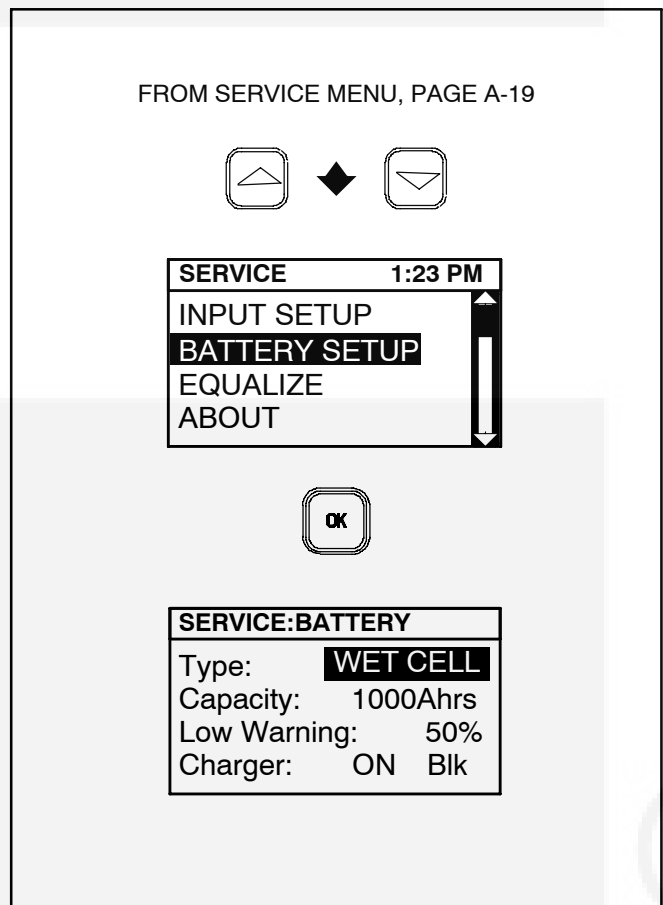 FROM SERVICE MENU, PAGE A-19
SERVICE 1:23 PM
INPUT SETUP
BATTERY SETUP
EQUALIZE
ABOUT
OK
SERVICE:BATTERY
Type: WET CELL
Capacity: 1000Ahrs
Low Warning: 50%
Charger: ON Blk